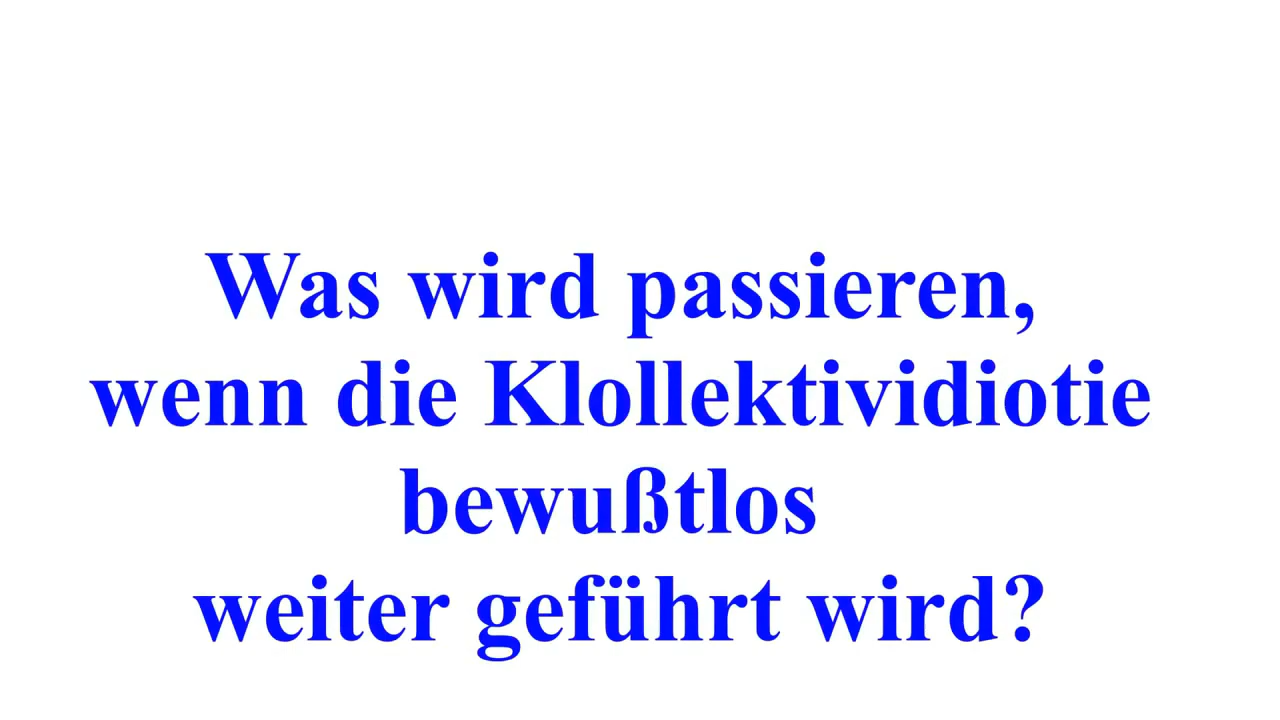 Was wird passieren,
wenn die Klollektividiotie
bewußtlos
weiter geführt wird?